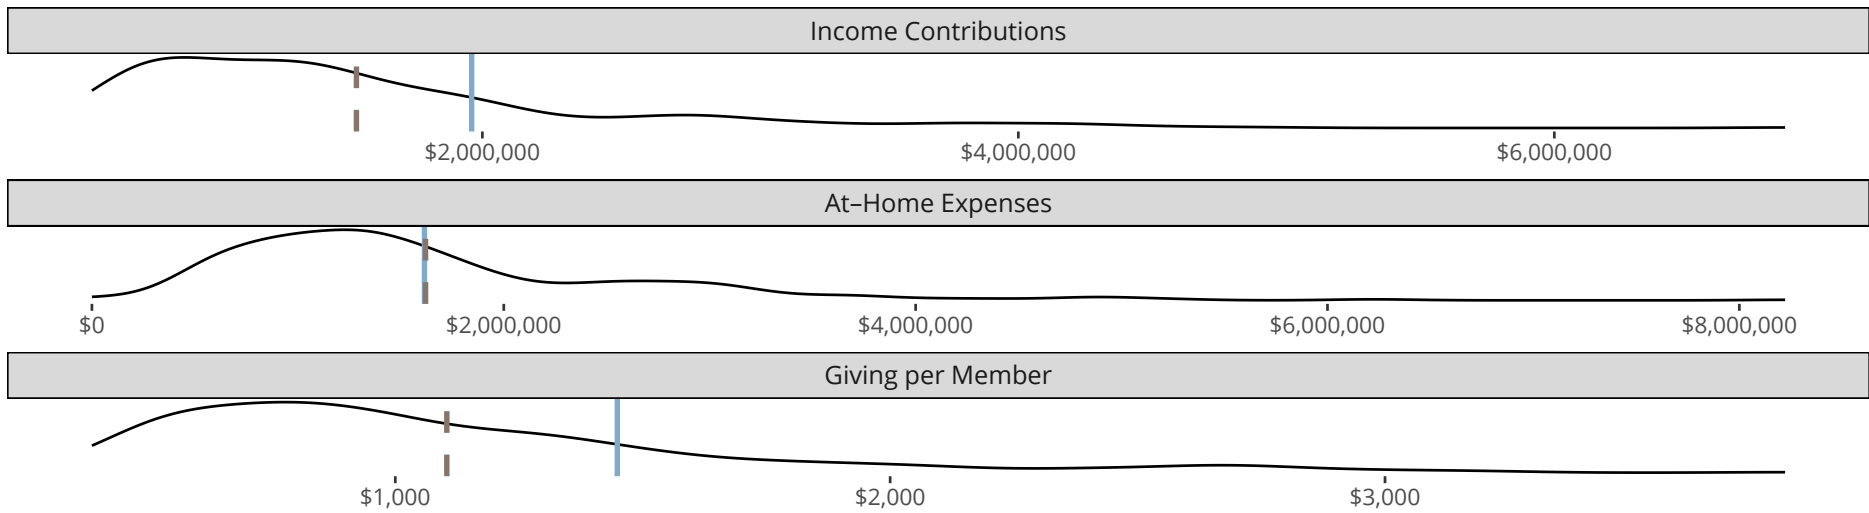 Income Contributions
$2,000,000 $4,000,000 $6,000,000
At–Home Expenses
$0 $2,000,000 $4,000,000 $6,000,000 $8,000,000
Giving per Member
$1,000 $2,000 $3,000